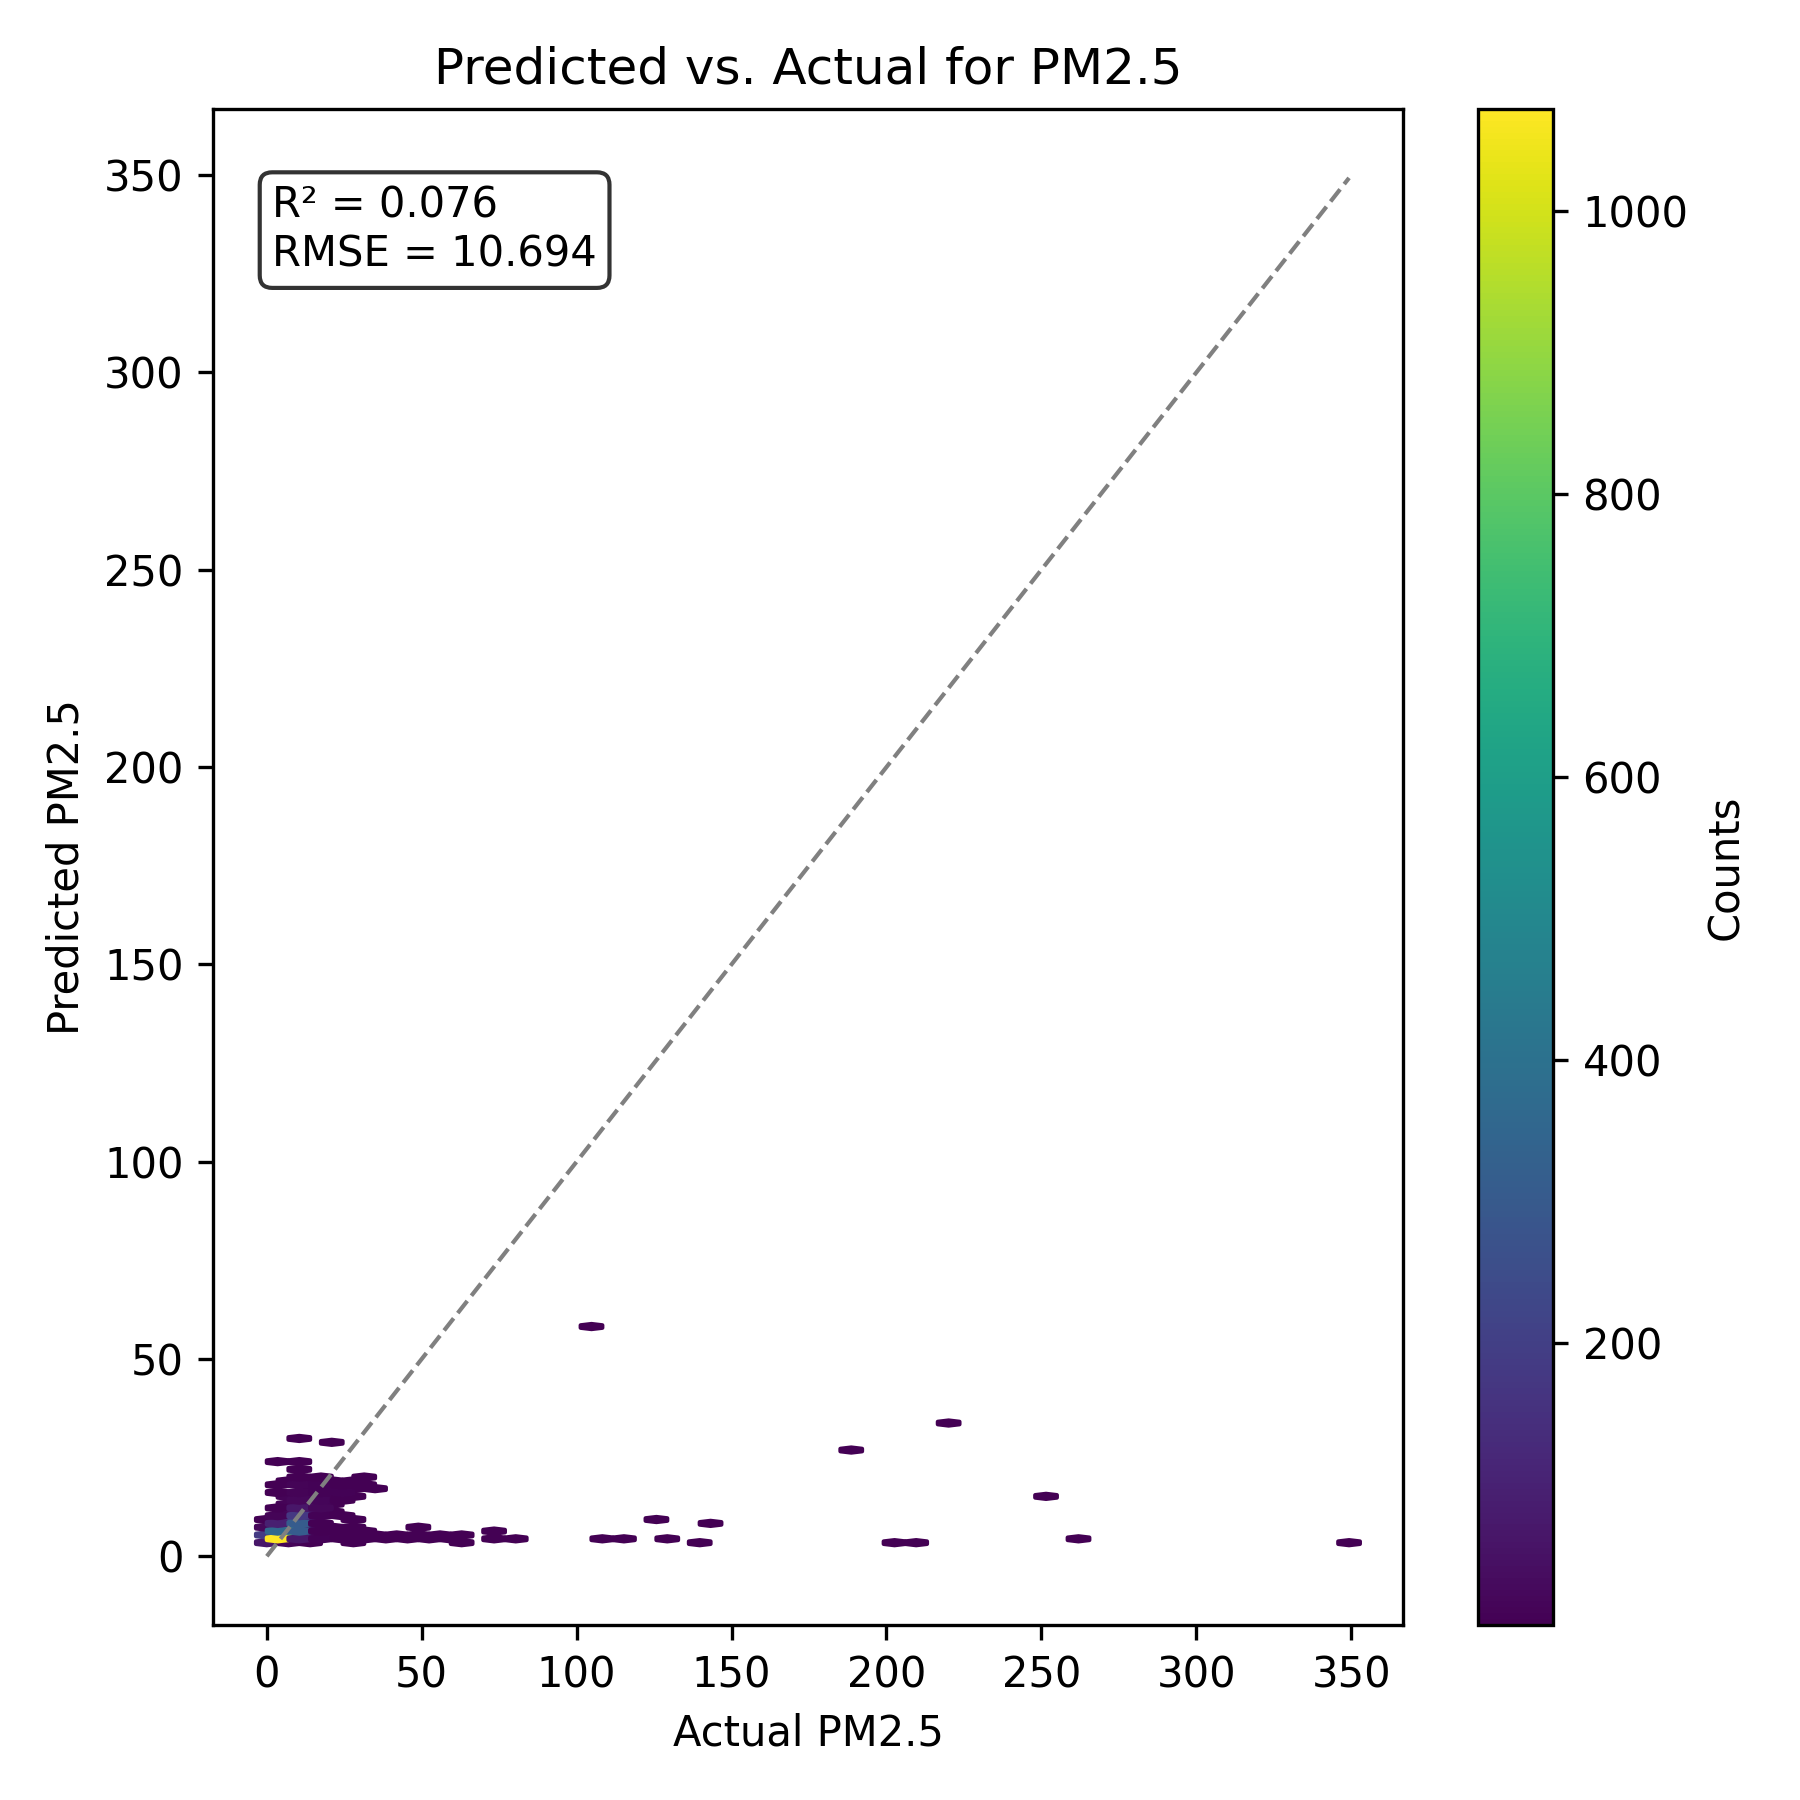 Predicted vs. Actual for PM2.5
R² = 0.076
RMSE = 10.694
350
300
250
200
150
100
50
0
Predicted PM2.5
0 50 100 150 200 250 300 350
Actual PM2.5
1000
800
600
400
200
Counts